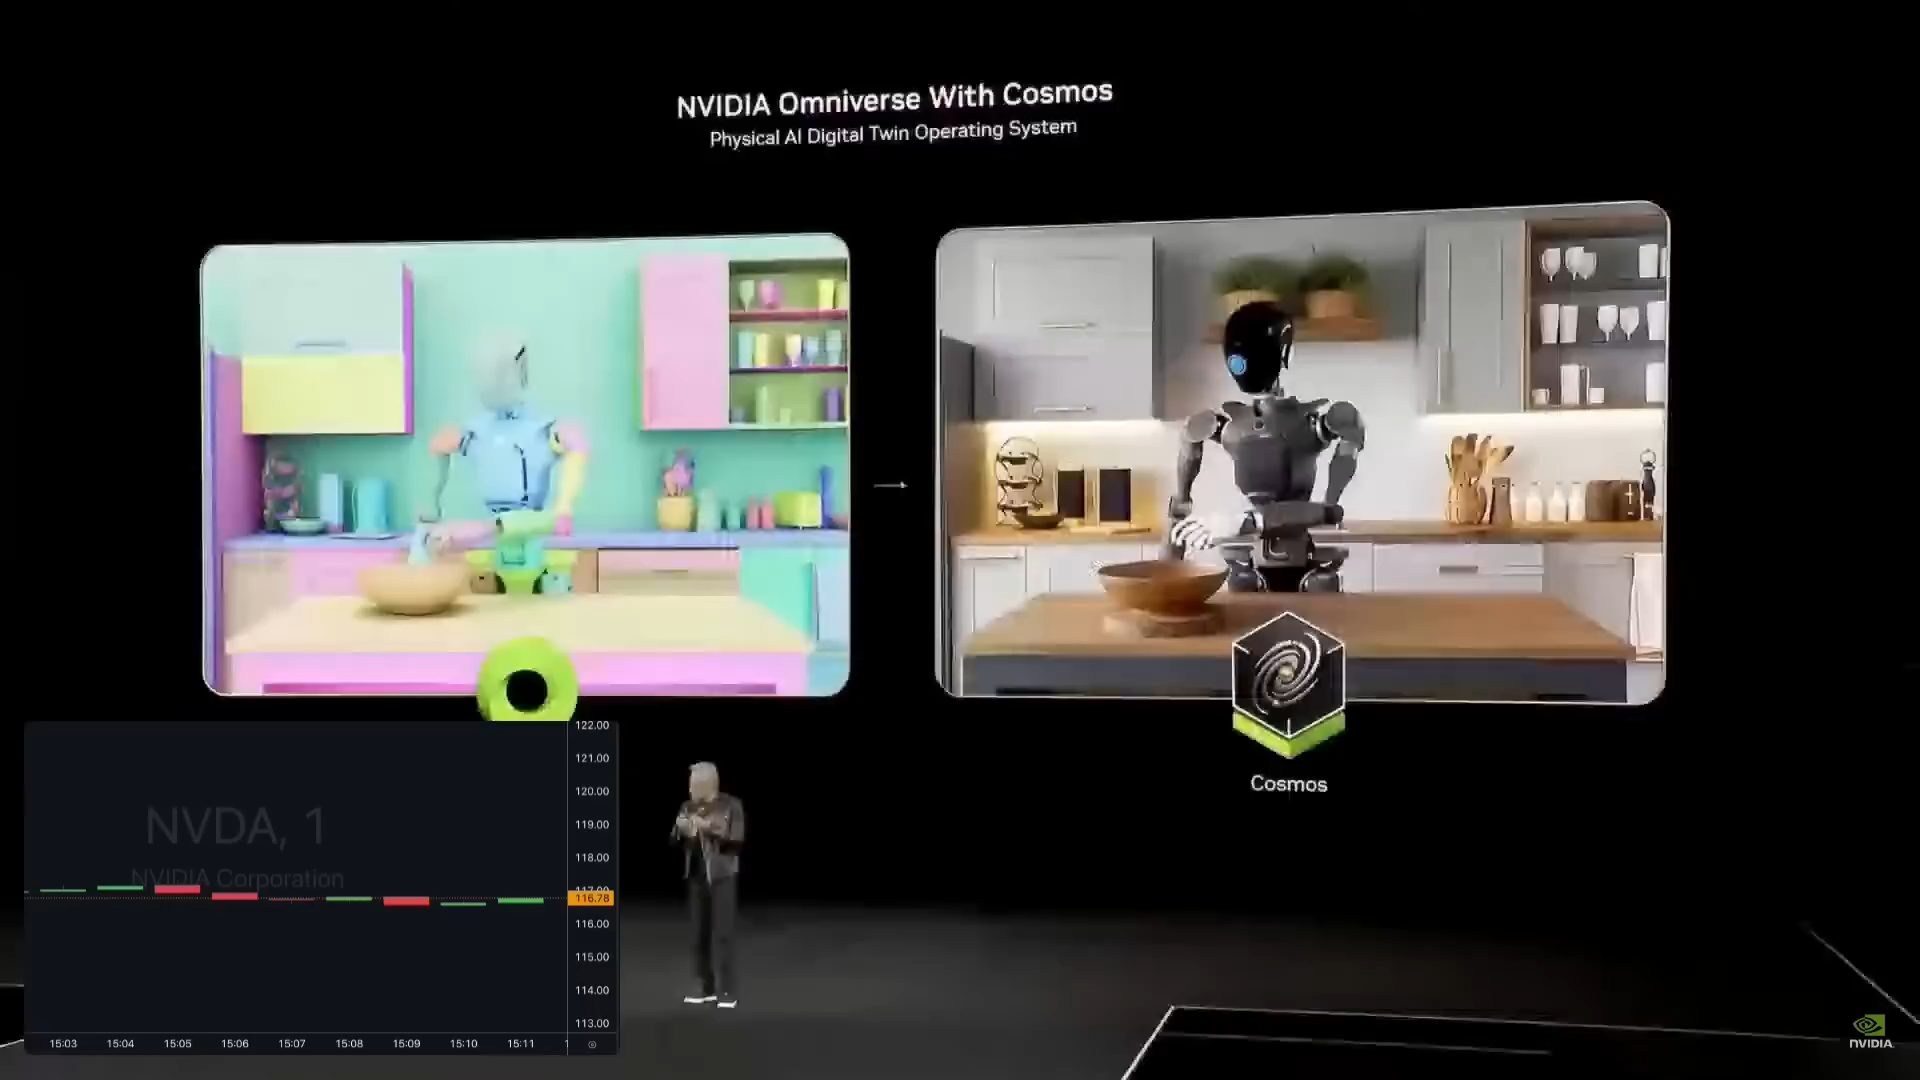 NVIDIA Omniverse With Cosmos
Physical AI Digital Twin Operating System
Cosmos
NVDA, 1
NVIDIA Corporation
122.00
121.00
120.00
119.00
118.00
117.00
116.78
116.00
115.00
114.00
113.00
15:03 15:04 15:05 15:06 15:07 15:08 15:09 15:10 15:11
NVIDIA